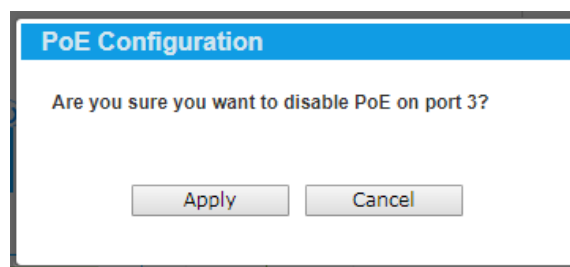 PoE Configuration
Are you sure you want to disable PoE on port 3?
Apply Cancel